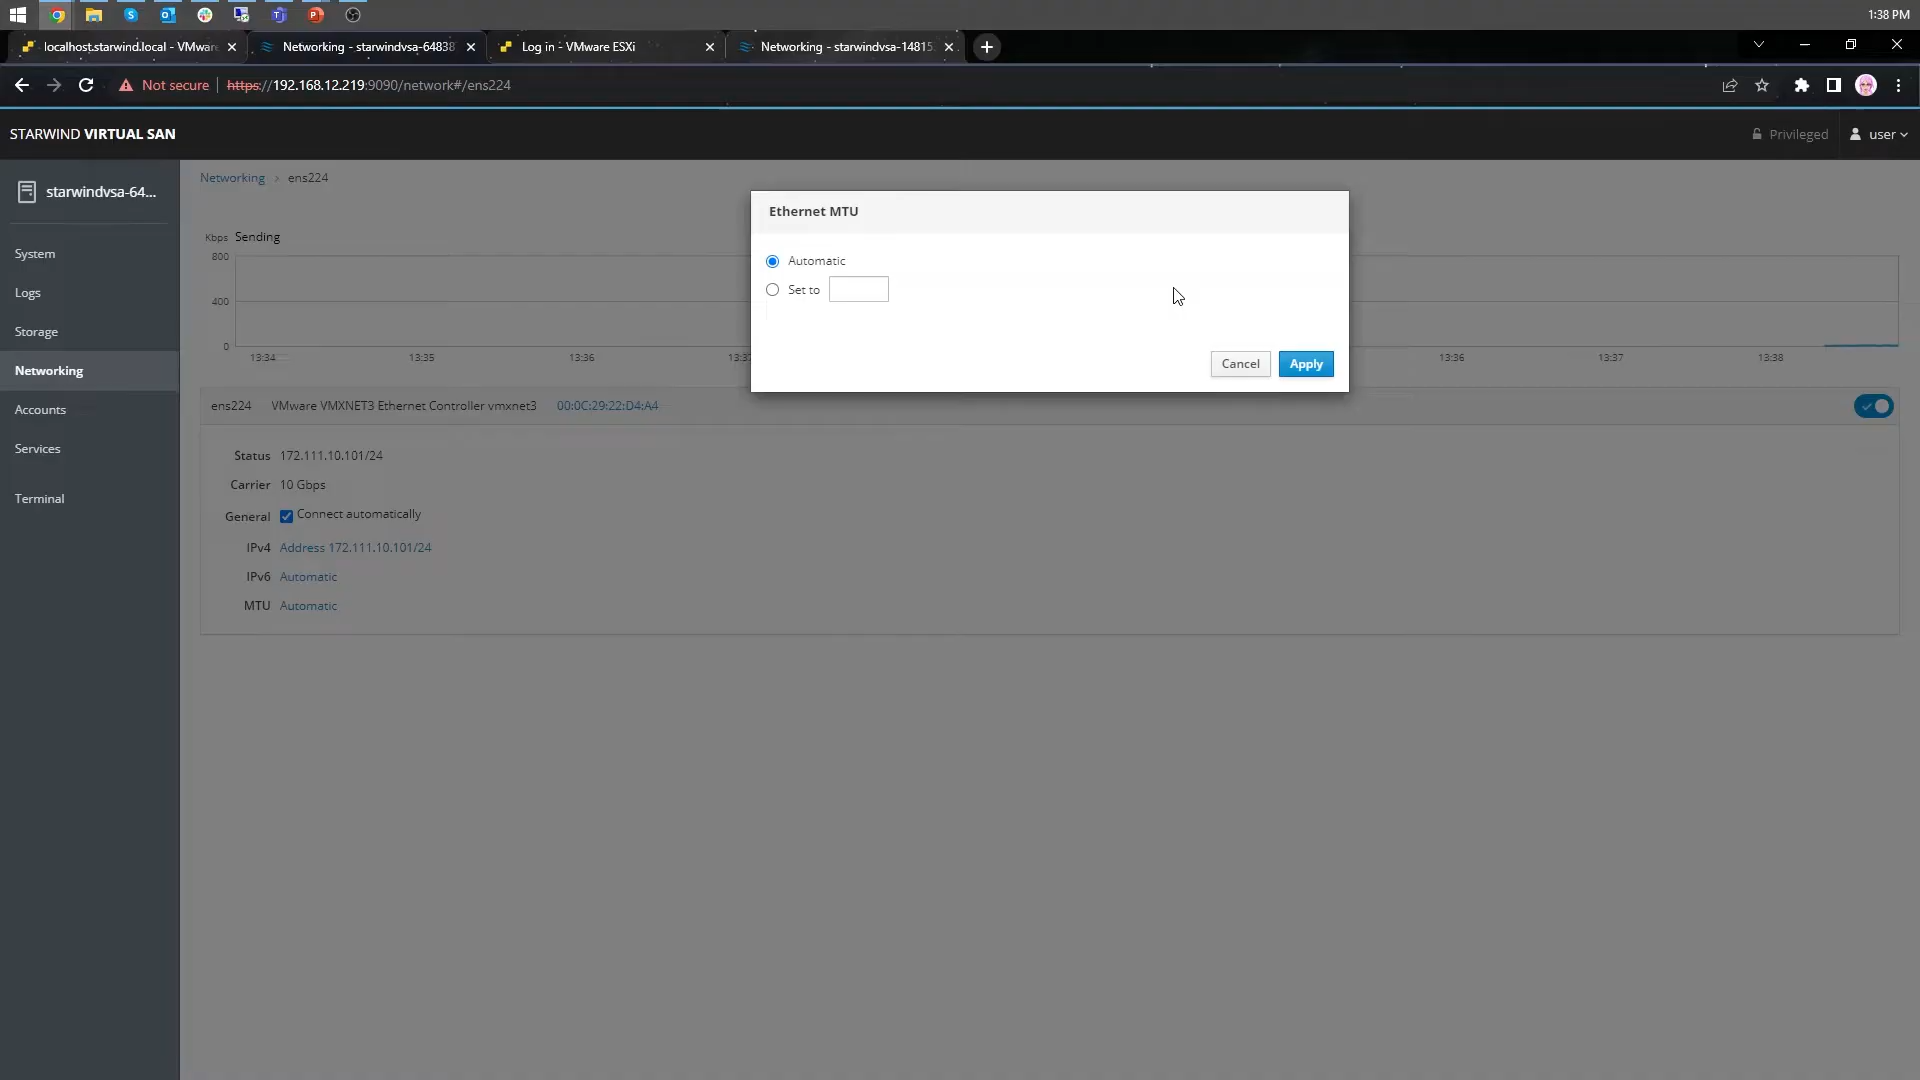 1:38 PM
localhost.starwind.local - VMware
Networking - starwindvsa-64838
Log in - VMware ESXi
Networking - starwindvsa-14815
Not secure
https://192.168.12.219:9090/network#/ens224
STARWIND VIRTUAL SAN
Privileged
user
starwindvsa-64...
System
Logs
Storage
Networking
Accounts
Services
Terminal
Networking
ens224
Kbps Sending
800
400
0
13:34
13:35
13:36
13:37
13:36
13:37
13:38
Ethernet MTU
Automatic
Set to
Cancel
Apply
ens224 VMware VMXNET3 Ethernet Controller vmxnet3 00:0C:29:22:D4:A4
Status 172.111.10.101/24
Carrier 10 Gbps
General Connect automatically
IPv4 Address 172.111.10.101/24
IPv6 Automatic
MTU Automatic